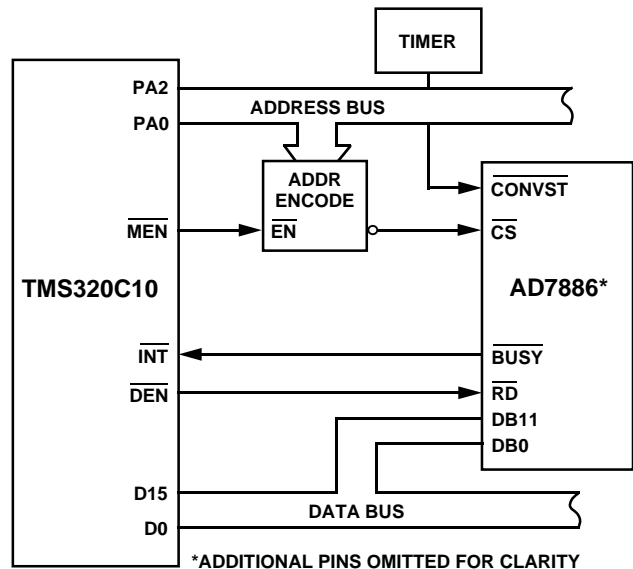 TIMER
PA2
ADDRESS BUS
PA0
ADDR
ENCODE
CONVST
MEN
EN
CS
TMS320C10
AD7886*
INT
BUSY
DEN
RD
DB11
DB0
D15
DATA BUS
D0
*ADDITIONAL PINS OMITTED FOR CLARITY